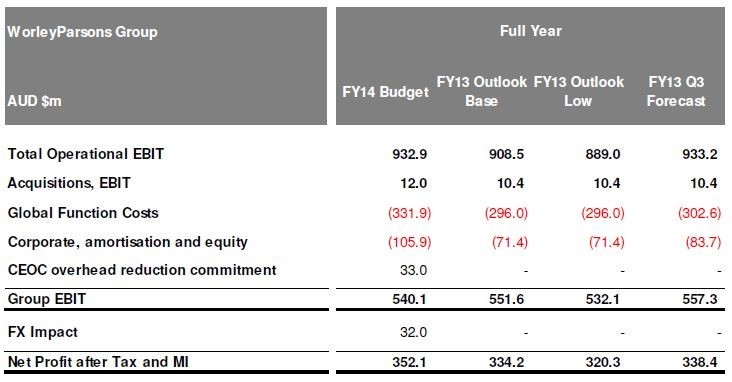 WorleyParsons Group Full Year
AUD $m FY14 Budget FY13 Outlook Base FY13 Outlook Low FY13 Q3 Forecast
Total Operational EBIT 932.9 908.5 889.0 933.2
Acquisitions, EBIT 12.0 10.4 10.4 10.4
Global Function Costs (331.9) (296.0) (296.0) (302.6)
Corporate, amortisation and equity (105.9) (71.4) (71.4) (83.7)
CEOC overhead reduction commitment 33.0 - - -
Group EBIT 540.1 551.6 532.1 557.3
FX Impact 32.0 - - -
Net Profit after Tax and MI 352.1 334.2 320.3 338.4